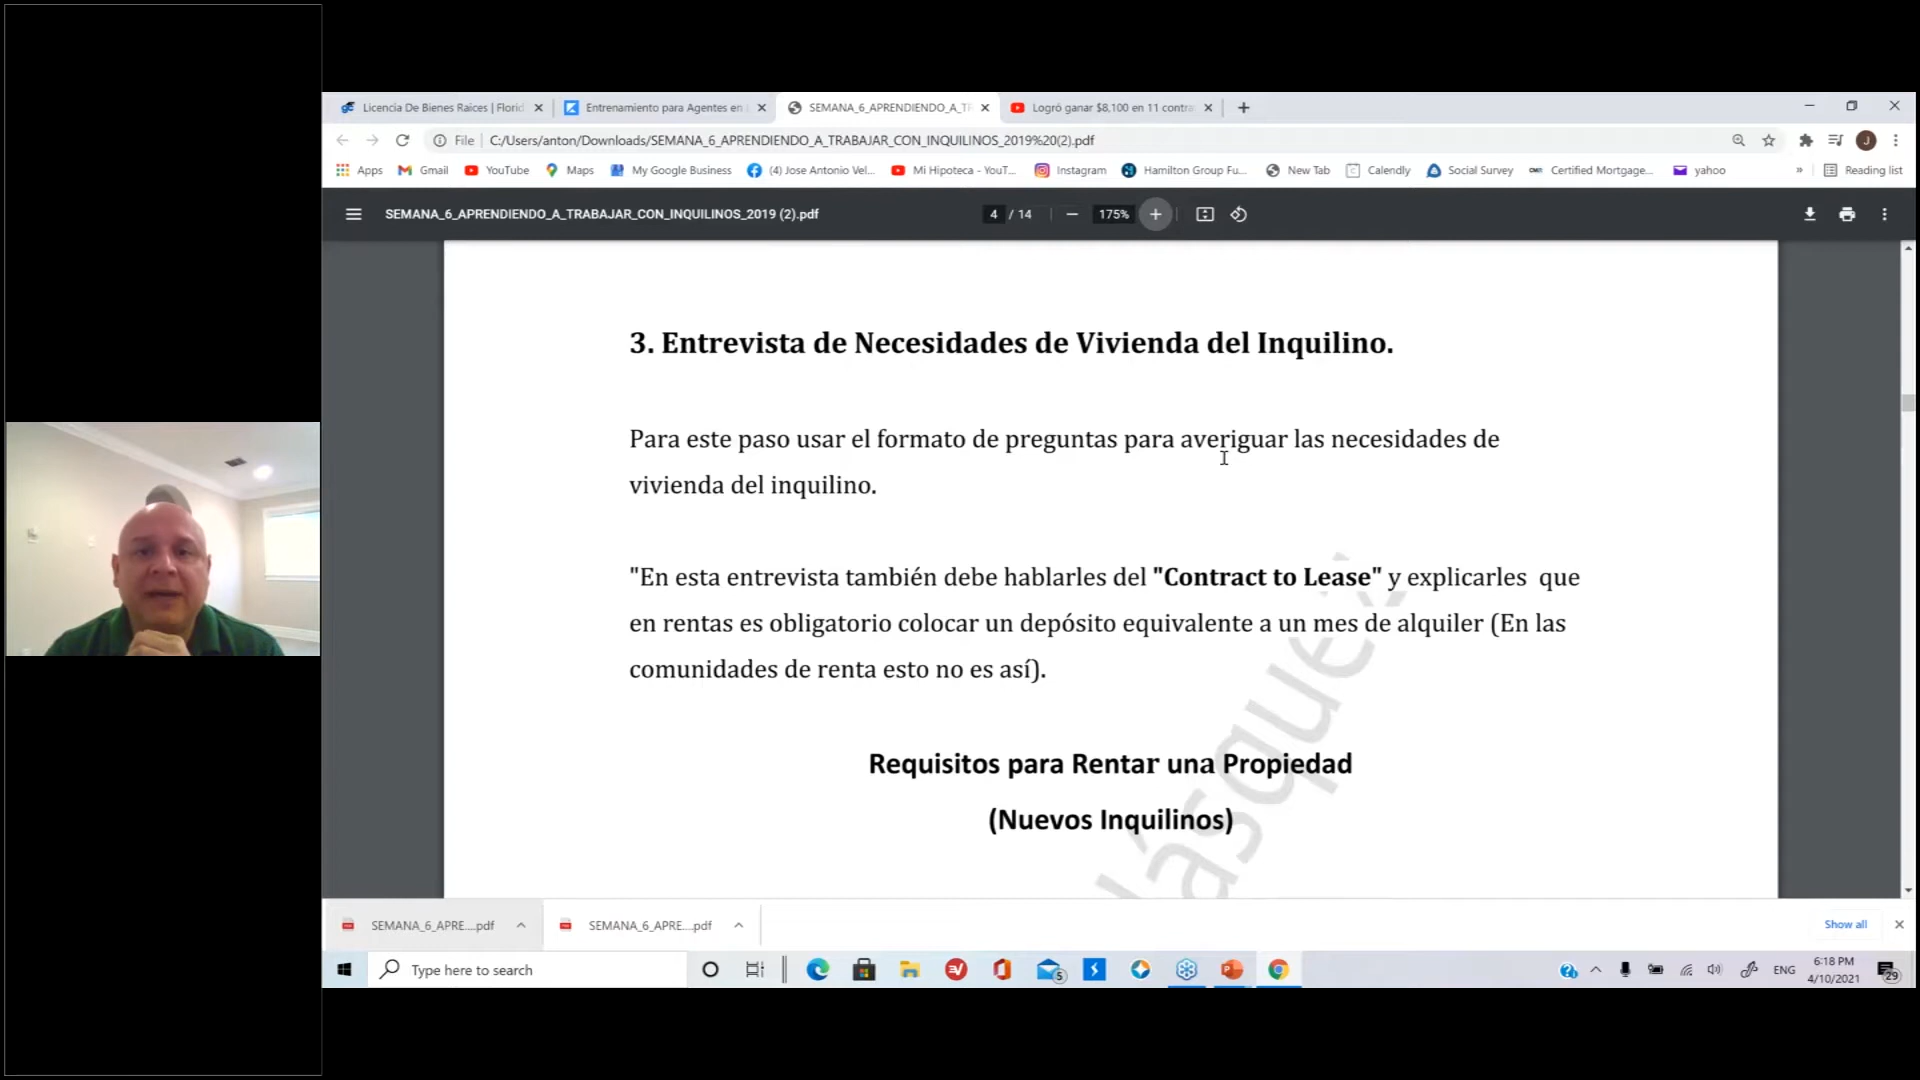 Licencia De Bienes Raices | Florid
Entrenamiento para Agentes en
SEMANA_6_APRENDIENDO_A_TR
Logró ganar $8,100 en 11 contra
File
C:/Users/anton/Downloads/SEMANA_6_APRENDIENDO_A_TRABAJAR_CON_INQUILINOS_2019%20(2).pdf
J
Apps
Gmail
YouTube
Maps
My Google Business
(4) Jose Antonio Vel...
Mi Hipoteca - YouT...
Instagram
Hamilton Group Fu...
New Tab
Calendly
Social Survey
Certified Mortgage...
yahoo
»
Reading list
SEMANA_6_APRENDIENDO_A_TRABAJAR_CON_INQUILINOS_2019 (2).pdf
4 / 14
175%
3. Entrevista de Necesidades de Vivienda del Inquilino.
Para este paso usar el formato de preguntas para averiguar las necesidades de
vivienda del inquilino.
"En esta entrevista también debe hablarles del "Contract to Lease" y explicarles que
en rentas es obligatorio colocar un depósito equivalente a un mes de alquiler (En las
comunidades de renta esto no es así).
Requisitos para Rentar una Propiedad
(Nuevos Inquilinos)
SEMANA_6_APRE....pdf
SEMANA_6_APRE....pdf
Show all
Type here to search
5
ENG
6:18 PM
4/10/2021
29